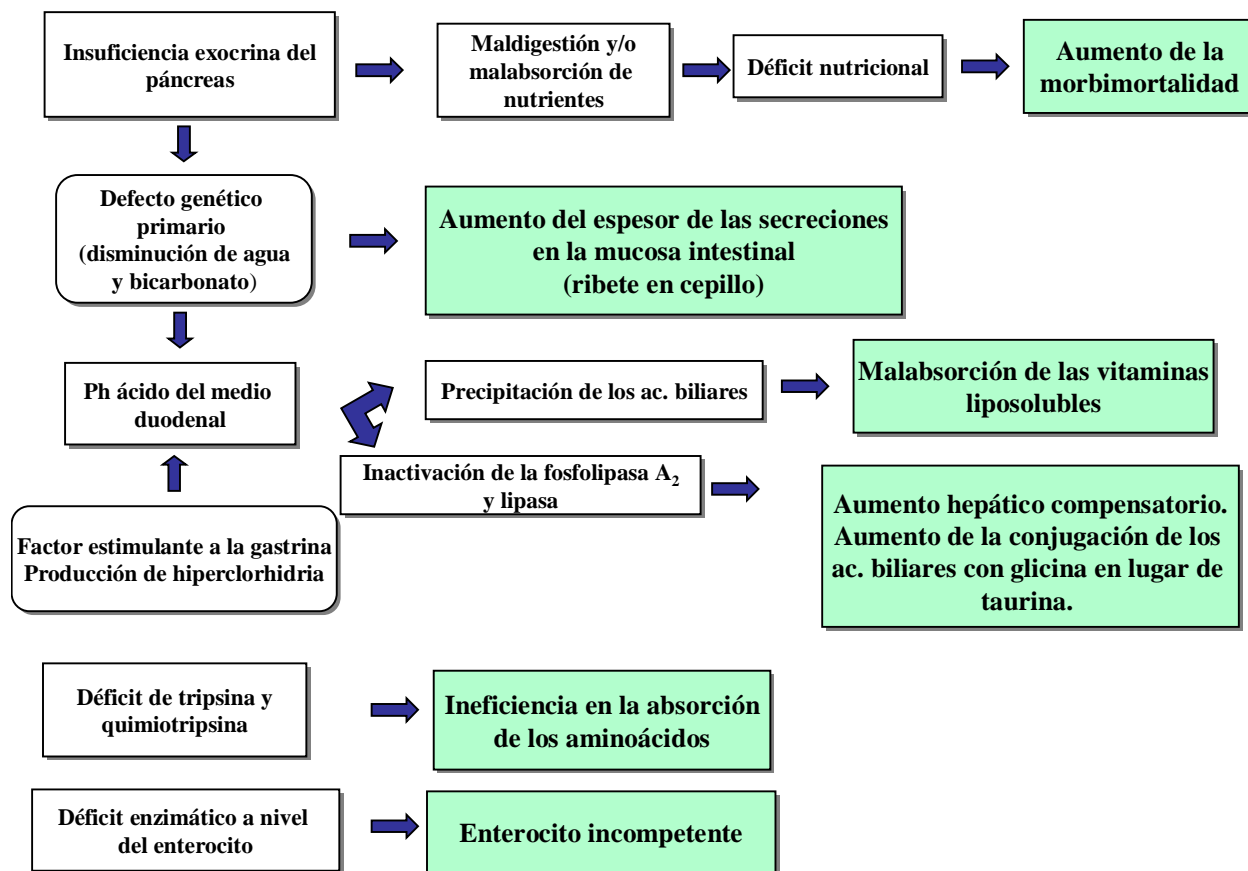 Insuficiencia exocrina del
páncreas
Maldigestión y/o
malabsorción de
nutrientes
Déficit nutricional
Aumento de la
morbimortalidad
Defecto genético
primario
(disminución de agua
y bicarbonato)
Aumento del espesor de las secreciones
en la mucosa intestinal
(ribete en cepillo)
Ph ácido del medio
duodenal
Precipitación de los ac. biliares
Malabsorción de las vitaminas
liposolubles
Inactivación de la fosfolipasa A₂
y lipasa
Aumento hepático compensatorio.
Aumento de la conjugación de los
ac. biliares con glicina en lugar de
taurina.
Factor estimulante a la gastrina
Producción de hiperclorhidria
Déficit de tripsina y
quimiotripsina
Ineficiencia en la absorción
de los aminoácidos
Déficit enzimático a nivel
del enterocito
Enterocito incompetente